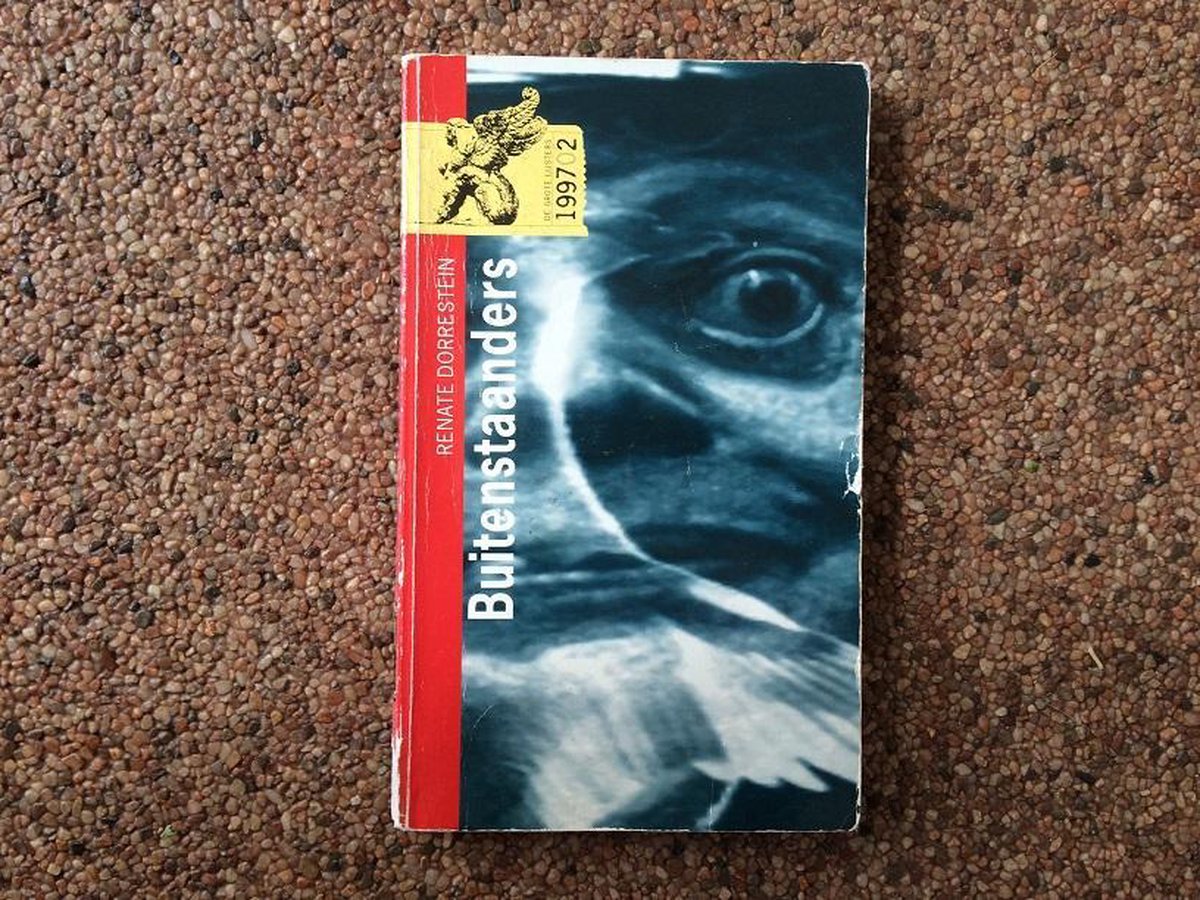 DE GROTE LIJSTERS
1997 02
RENATE DORRESTEIN
Buitenstaanders